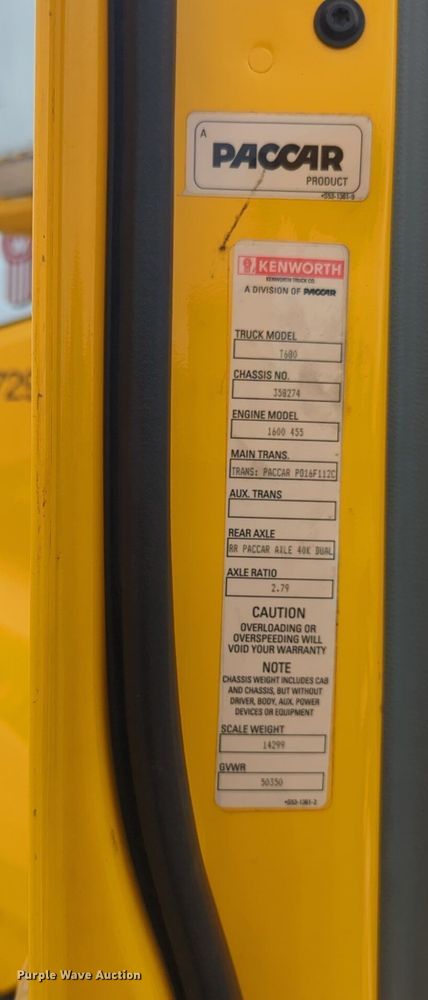 A
PACCAR
PRODUCT
KENWORTH
KENWORTH TRUCK CO.
A DIVISION OF PACCAR
TRUCK MODEL
T680
CHASSIS NO.
358274
ENGINE MODEL
1600 455
MAIN TRANS.
TRANS: PACCAR PO16F112C
AUX. TRANS
REAR AXLE
RR PACCAR AXLE 40K DUAL
AXLE RATIO
2.79
CAUTION
OVERLOADING OR
OVERSPEEDING WILL
VOID YOUR WARRANTY
NOTE
CHASSIS WEIGHT INCLUDES CAB
AND CHASSIS, BUT WITHOUT
DRIVER, BODY, AUX. POWER
DEVICES OR EQUIPMENT
SCALE WEIGHT
14299
GVWR
50350
Purple Wave Auction